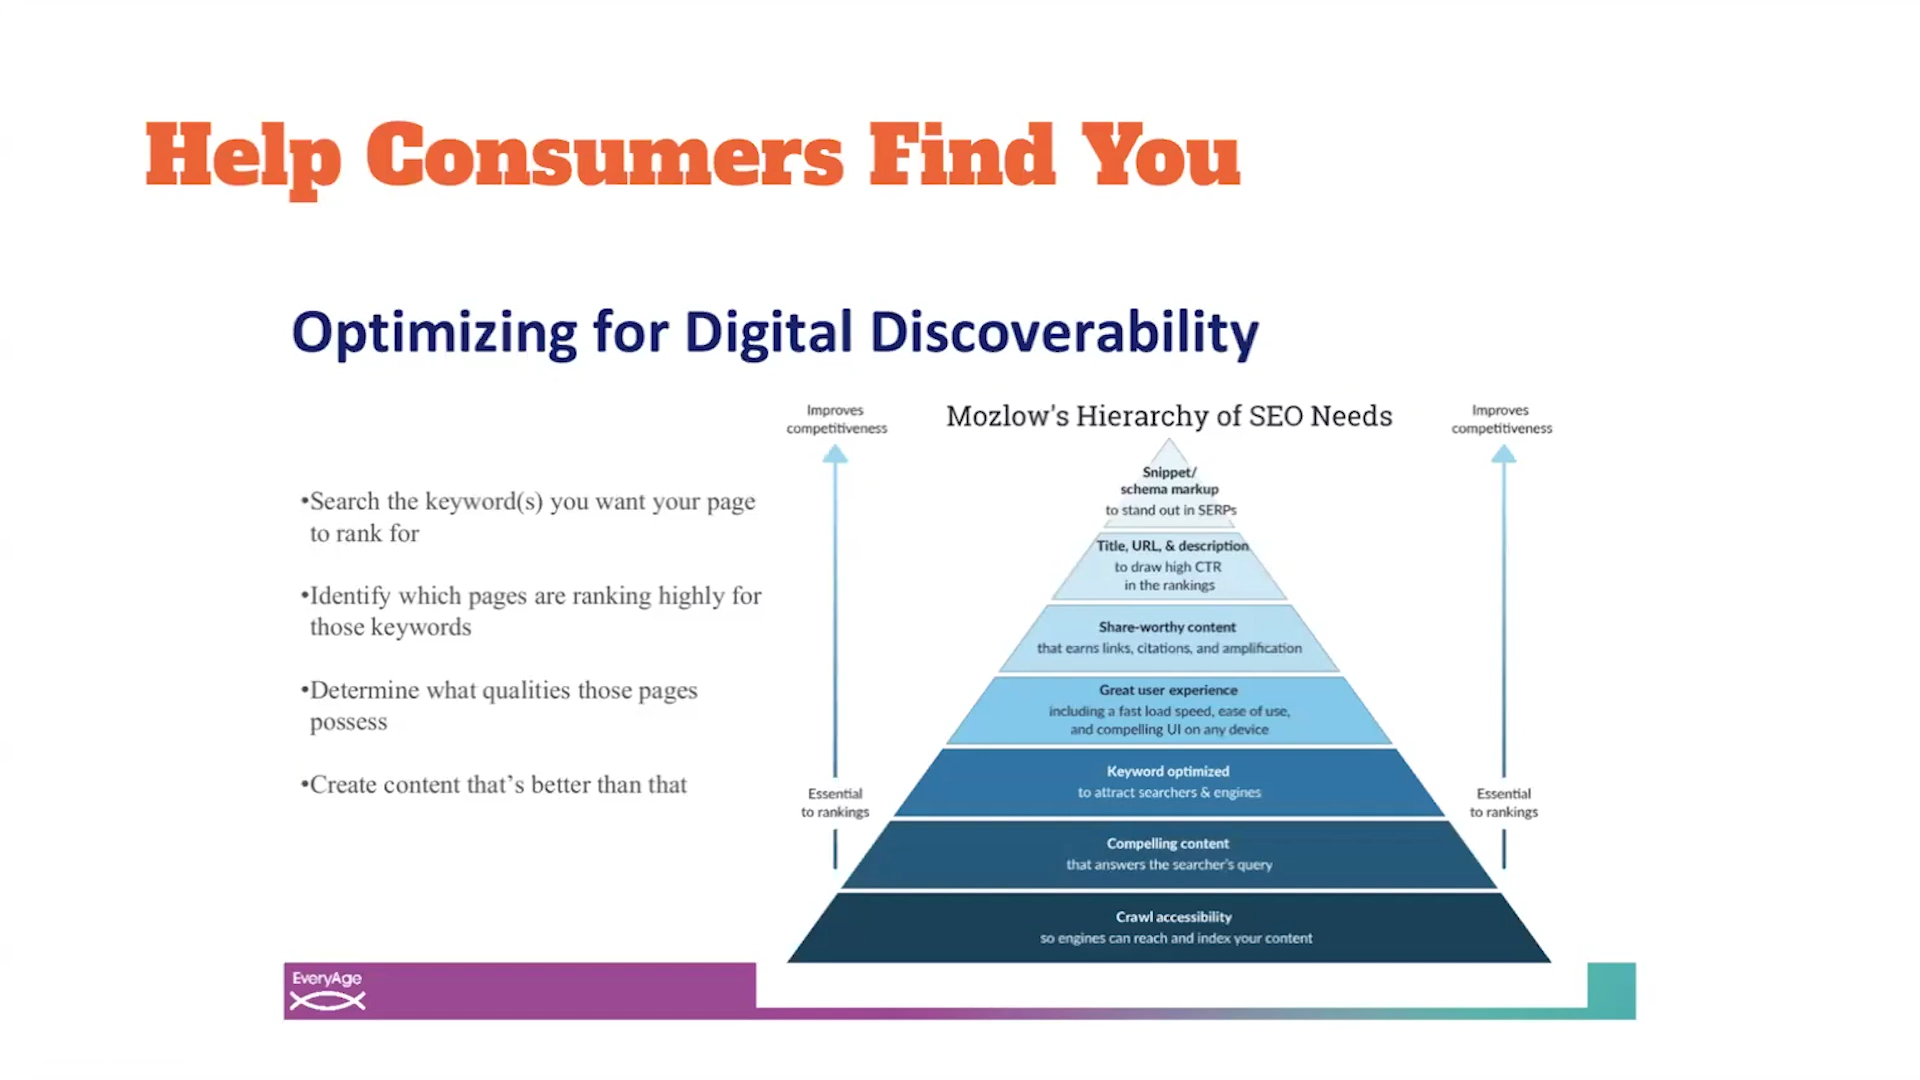 Help Consumers Find You
Optimizing for Digital Discoverability
•Search the keyword(s) you want your page
to rank for
•Identify which pages are ranking highly for
those keywords
•Determine what qualities those pages
possess
•Create content that’s better than that
Improves
competitiveness
Essential
to rankings
Mozlow's Hierarchy of SEO Needs
Snippet/
schema markup
to stand out in SERPs
Title, URL, & description
to draw high CTR
in the rankings
Share-worthy content
that earns links, citations, and amplification
Great user experience
including a fast load speed, ease of use,
and compelling UI on any device
Keyword optimized
to attract searchers & engines
Compelling content
that answers the searcher’s query
Crawl accessibility
so engines can reach and index your content
Improves
competitiveness
Essential
to rankings
EveryAge